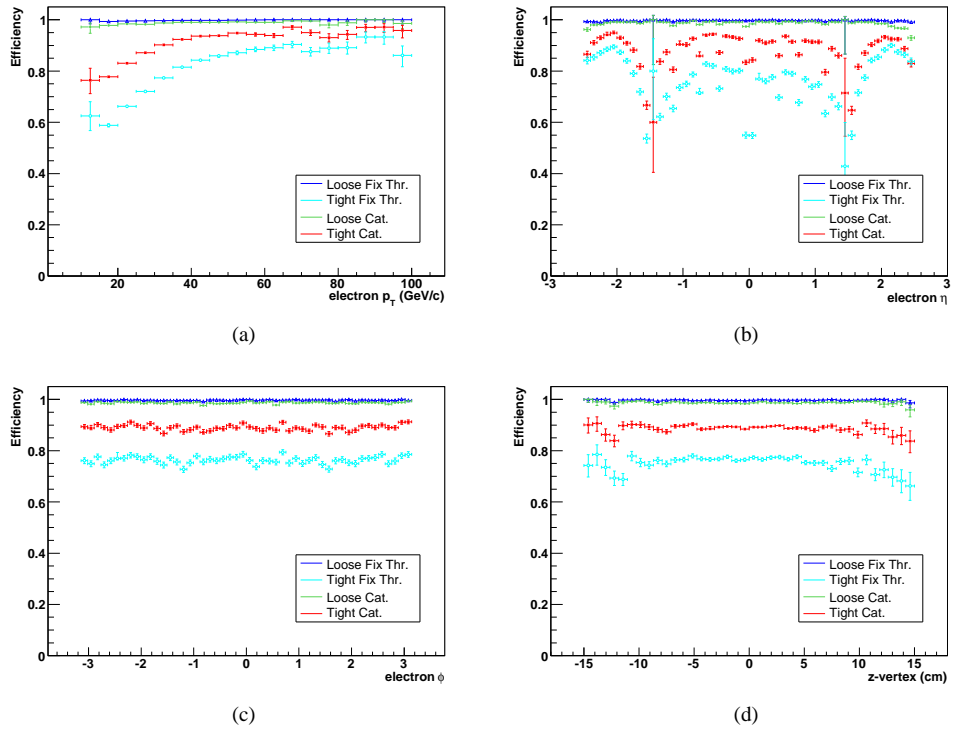 Efficiency
1
0.8
0.6
0.4
0.2
0
Loose Fix Thr.
Tight Fix Thr.
Loose Cat.
Tight Cat.
20 40 60 80 100
electron p_T (GeV/c)
(a)
Efficiency
1
0.8
0.6
0.4
0.2
0
Loose Fix Thr.
Tight Fix Thr.
Loose Cat.
Tight Cat.
-3 -2 -1 0 1 2 3
electron η
(b)
Efficiency
1
0.8
0.6
0.4
0.2
0
Loose Fix Thr.
Tight Fix Thr.
Loose Cat.
Tight Cat.
-3 -2 -1 0 1 2 3
electron ϕ
(c)
Efficiency
1
0.8
0.6
0.4
0.2
0
Loose Fix Thr.
Tight Fix Thr.
Loose Cat.
Tight Cat.
-15 -10 -5 0 5 10 15
z-vertex (cm)
(d)